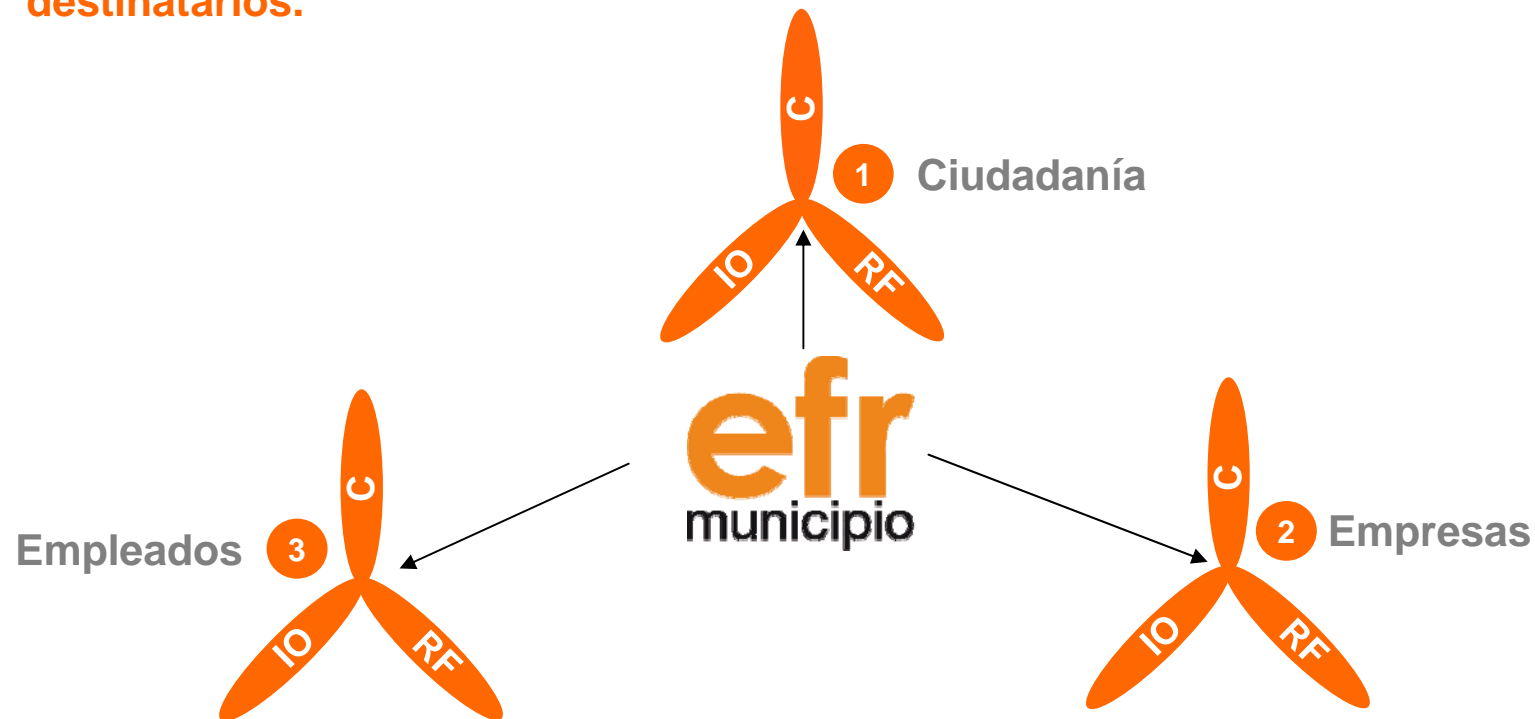 destinatarios.
C
1
Ciudadanía
IO
RF
efr
municipio
C
2
Empresas
IO
RF
C
Empleados
3
IO
RF